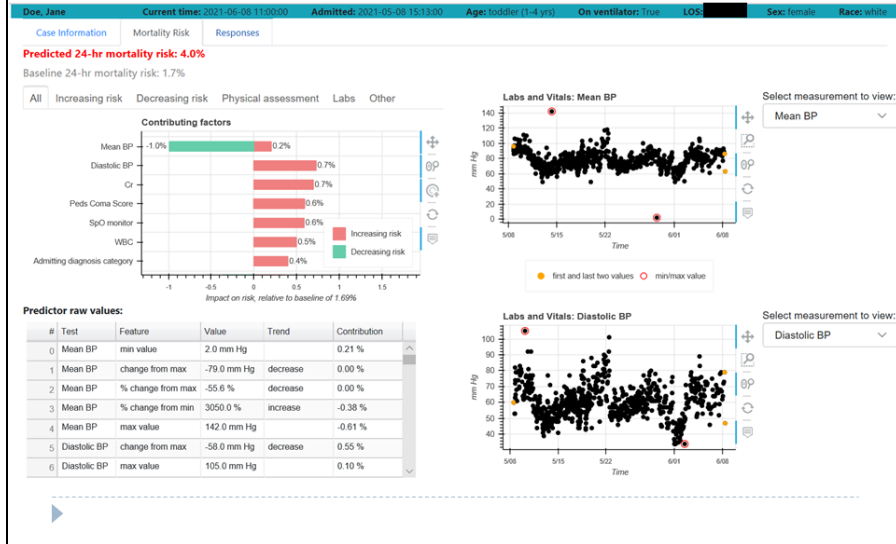 Doe, Jane Current time: 2021-06-08 11:00:00 Admitted: 2021-05-08 15:13:00 Age: toddler (1-4 yrs) On ventilator: True LOS: Sex: female Race: white
Case Information Mortality Risk Responses
Predicted 24-hr mortality risk: 4.0%
Baseline 24-hr mortality risk: 1.7%
All Increasing risk Decreasing risk Physical assessment Labs Other
Contributing factors
Mean BP -1.0% 0.2%
Diastolic BP 0.7%
Cr 0.7%
Peds Coma Score 0.6%
SpO monitor 0.6%
WBC 0.5%
Admitting diagnosis category 0.4%
Increasing risk
Decreasing risk
-1 -0.5 0 0.5 1 1.5
Impact on risk, relative to baseline of 1.69%
Predictor raw values:
# Test Feature Value Trend Contribution
0 Mean BP min value 2.0 mm Hg 0.21 %
1 Mean BP change from max -79.0 mm Hg decrease 0.00 %
2 Mean BP % change from max -55.6 % decrease 0.00 %
3 Mean BP % change from min 3050.0 % increase -0.38 %
4 Mean BP max value 142.0 mm Hg -0.61 %
5 Diastolic BP change from max -58.0 mm Hg decrease 0.55 %
6 Diastolic BP max value 105.0 mm Hg 0.10 %
Labs and Vitals: Mean BP
Select measurement to view:
Mean BP
mm Hg
140
120
100
80
60
40
20
0
5/08 5/15 5/22 6/01 6/08
Time
first and last two values min/max value
Labs and Vitals: Diastolic BP
Select measurement to view:
Diastolic BP
mm Hg
100
90
80
70
60
50
40
5/08 5/15 5/22 6/01 6/08
Time